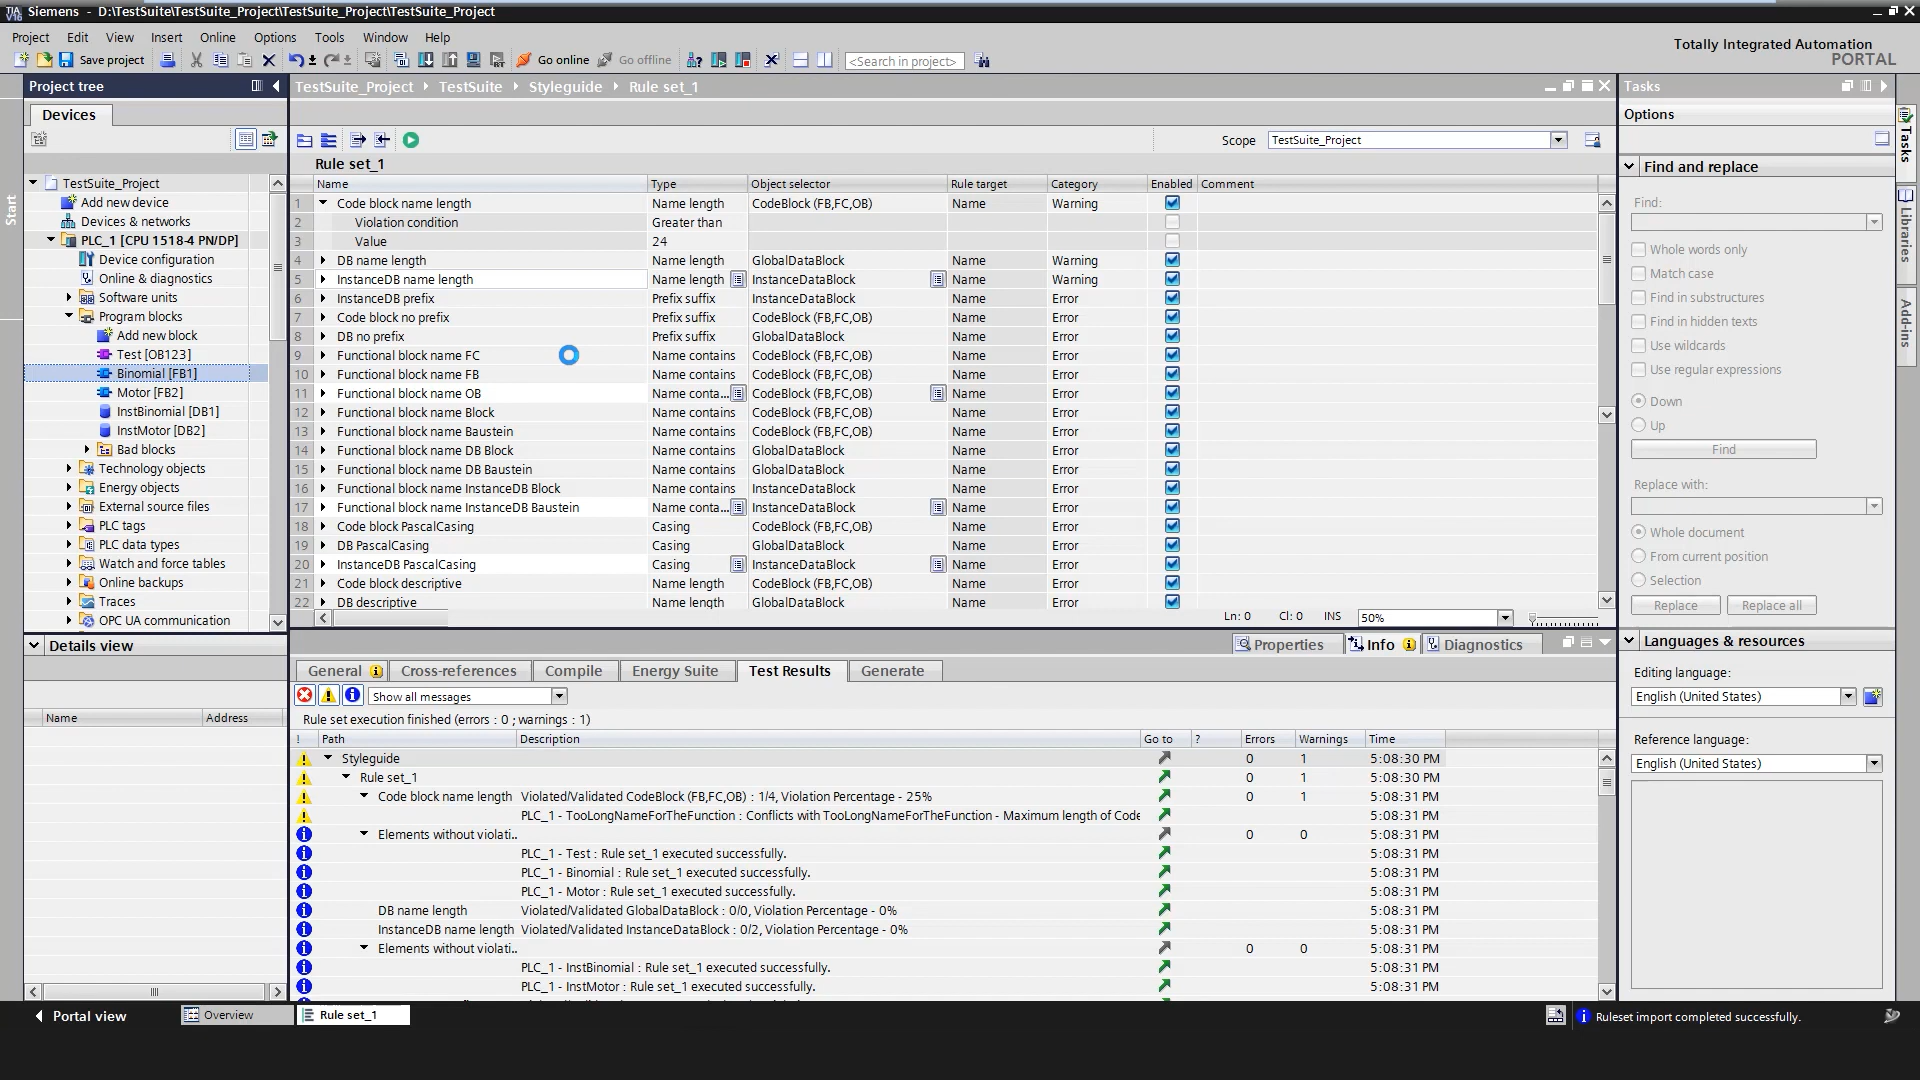 Siemens - D:\TestSuite\TestSuite_Project\TestSuite_Project\TestSuite_Project
Project Edit View Insert Online Options Tools Window Help
Totally Integrated Automation
PORTAL
Save project
Go online
Go offline
<Search in project>
Project tree
TestSuite_Project
TestSuite
Styleguide
Rule set_1
Tasks
Devices
Options
Scope TestSuite_Project
Rule set_1
Find and replace
Name Type Object selector Rule target Category Enabled Comment
1 Code block name length Name length CodeBlock (FB,FC,OB) Name Warning
2 Violation condition Greater than
3 Value 24
4 DB name length Name length GlobalDataBlock Name Warning
5 InstanceDB name length Name length InstanceDataBlock Name Warning
6 InstanceDB prefix Prefix suffix InstanceDataBlock Name Error
7 Code block no prefix Prefix suffix CodeBlock (FB,FC,OB) Name Error
8 DB no prefix Prefix suffix GlobalDataBlock Name Error
9 Functional block name FC Name contains CodeBlock (FB,FC,OB) Name Error
10 Functional block name FB Name contains CodeBlock (FB,FC,OB) Name Error
11 Functional block name OB Name conta... CodeBlock (FB,FC,OB) Name Error
12 Functional block name Block Name contains CodeBlock (FB,FC,OB) Name Error
13 Functional block name Baustein Name contains CodeBlock (FB,FC,OB) Name Error
14 Functional block name DB Block Name contains GlobalDataBlock Name Error
15 Functional block name DB Baustein Name contains GlobalDataBlock Name Error
16 Functional block name InstanceDB Block Name contains InstanceDataBlock Name Error
17 Functional block name InstanceDB Baustein Name conta... InstanceDataBlock Name Error
18 Code block PascalCasing Casing CodeBlock (FB,FC,OB) Name Error
19 DB PascalCasing Casing GlobalDataBlock Name Error
20 InstanceDB PascalCasing Casing InstanceDataBlock Name Error
21 Code block descriptive Name length CodeBlock (FB,FC,OB) Name Error
22 DB descriptive Name length GlobalDataBlock Name Error
Ln: 0 Cl: 0 INS 50%
Start
TestSuite_Project
Add new device
Devices & networks
PLC_1 [CPU 1518-4 PN/DP]
Device configuration
Online & diagnostics
Software units
Program blocks
Add new block
Test [OB123]
Binomial [FB1]
Motor [FB2]
InstBinomial [DB1]
InstMotor [DB2]
Bad blocks
Technology objects
Energy objects
External source files
PLC tags
PLC data types
Watch and force tables
Online backups
Traces
OPC UA communication
Details view
Name Address
Find:
Whole words only
Match case
Find in substructures
Find in hidden texts
Use wildcards
Use regular expressions
Down
Up
Find
Replace with:
Whole document
From current position
Selection
Replace Replace all
Languages & resources
Editing language:
English (United States)
Reference language:
English (United States)
Tasks
Libraries
Add-ins
Properties Info Diagnostics
General Cross-references Compile Energy Suite Test Results Generate
Show all messages
Rule set execution finished (errors : 0 ; warnings : 1)
! Path Description Go to ? Errors Warnings Time
Styleguide 0 1 5:08:30 PM
Rule set_1 0 1 5:08:30 PM
Code block name length Violated/Validated CodeBlock (FB,FC,OB) : 1/4, Violation Percentage - 25% 0 1 5:08:31 PM
PLC_1 - TooLongNameForTheFunction : Conflicts with TooLongNameForTheFunction - Maximum length of Code 5:08:31 PM
Elements without violati.. 0 0 5:08:31 PM
PLC_1 - Test : Rule set_1 executed successfully. 5:08:31 PM
PLC_1 - Binomial : Rule set_1 executed successfully. 5:08:31 PM
PLC_1 - Motor : Rule set_1 executed successfully. 5:08:31 PM
DB name length Violated/Validated GlobalDataBlock : 0/0, Violation Percentage - 0% 5:08:31 PM
InstanceDB name length Violated/Validated InstanceDataBlock : 0/2, Violation Percentage - 0% 5:08:31 PM
Elements without violati.. 0 0 5:08:31 PM
PLC_1 - InstBinomial : Rule set_1 executed successfully. 5:08:31 PM
PLC_1 - InstMotor : Rule set_1 executed successfully. 5:08:31 PM
Portal view Overview Rule set_1 Ruleset import completed successfully.